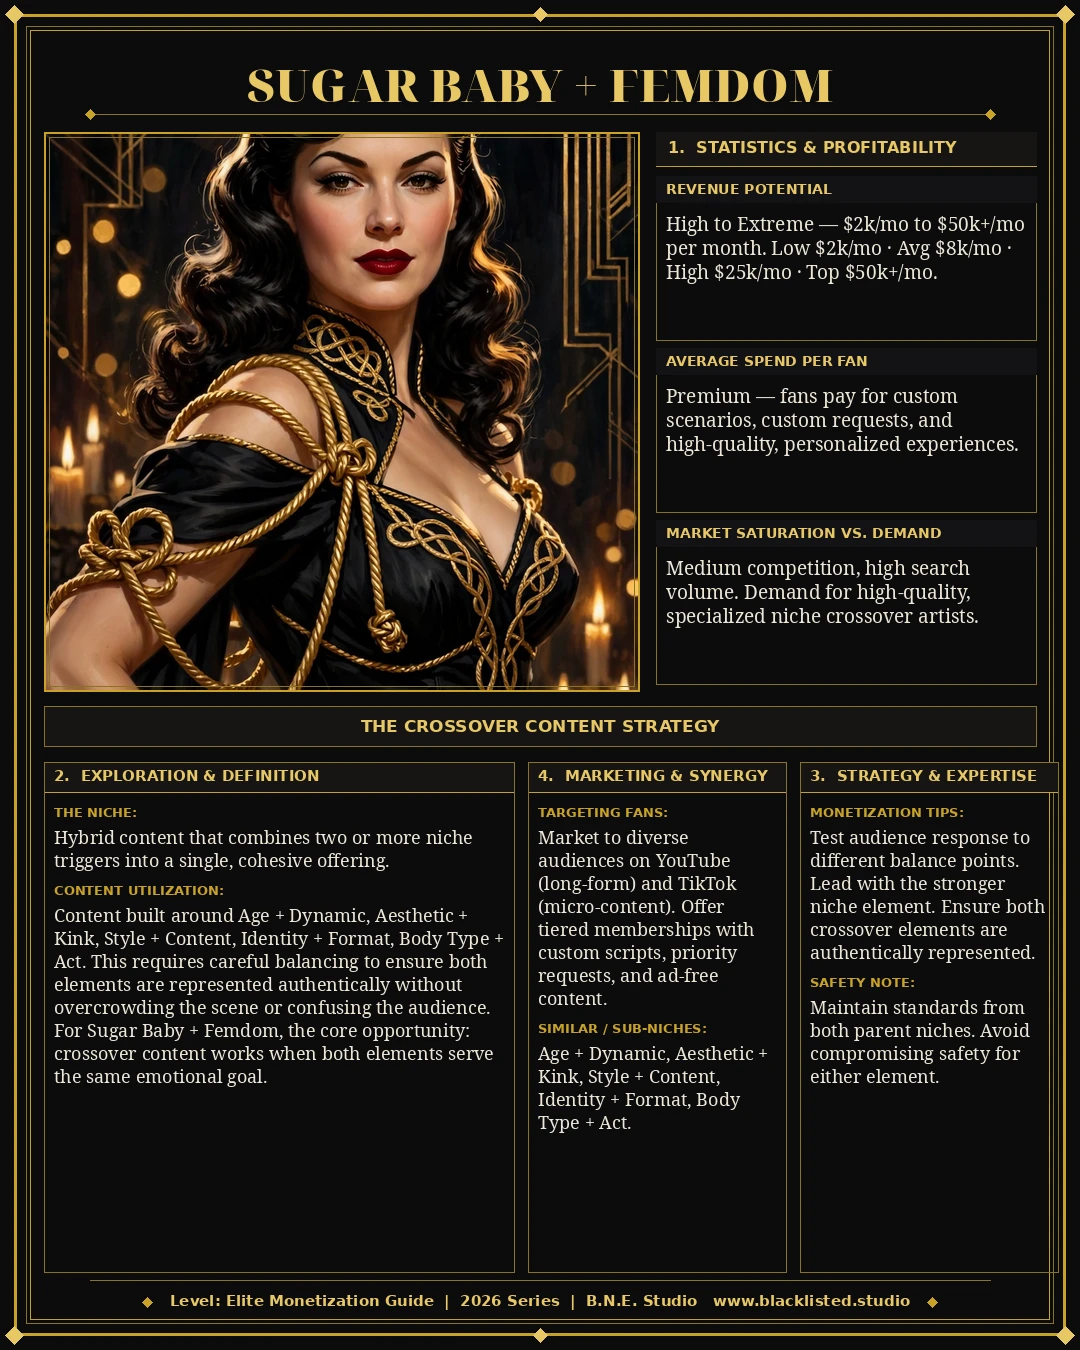 SUGAR BABY + FEMDOM
1. STATISTICS & PROFITABILITY
REVENUE POTENTIAL
High to Extreme — $2k/mo to $50k+/mo
per month. Low $2k/mo · Avg $8k/mo ·
High $25k/mo · Top $50k+/mo.
AVERAGE SPEND PER FAN
Premium — fans pay for custom
scenarios, custom requests, and
high-quality, personalized experiences.
MARKET SATURATION VS. DEMAND
Medium competition, high search
volume. Demand for high-quality,
specialized niche crossover artists.
THE CROSSOVER CONTENT STRATEGY
2. EXPLORATION & DEFINITION
THE NICHE:
Hybrid content that combines two or more niche
triggers into a single, cohesive offering.
CONTENT UTILIZATION:
Content built around Age + Dynamic, Aesthetic +
Kink, Style + Content, Identity + Format, Body Type +
Act. This requires careful balancing to ensure both
elements are represented authentically without
overcrowding the scene or confusing the audience.
For Sugar Baby + Femdom, the core opportunity:
crossover content works when both elements serve
the same emotional goal.
4. MARKETING & SYNERGY
TARGETING FANS:
Market to diverse
audiences on YouTube
(long-form) and TikTok
(micro-content). Offer
tiered memberships with
custom scripts, priority
requests, and ad-free
content.
SIMILAR / SUB-NICHES:
Age + Dynamic, Aesthetic +
Kink, Style + Content,
Identity + Format, Body
Type + Act.
3. STRATEGY & EXPERTISE
MONETIZATION TIPS:
Test audience response to
different balance points.
Lead with the stronger
niche element. Ensure both
crossover elements are
authentically represented.
SAFETY NOTE:
Maintain standards from
both parent niches. Avoid
compromising safety for
either element.
Level: Elite Monetization Guide | 2026 Series | B.N.E. Studio www.blacklisted.studio